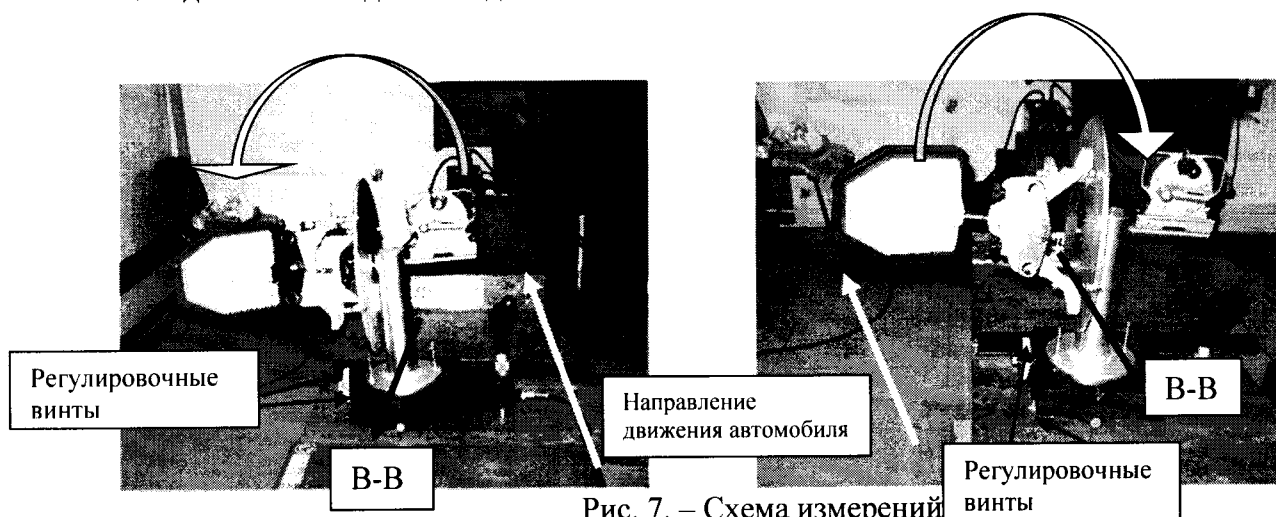 Регулировочные
винты
В-В
Направление
движения автомобиля
В-В
Регулировочные
винты
Рис. 7. – Схема измерений